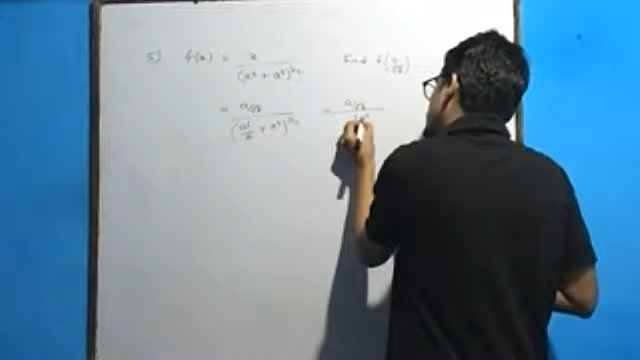 5) f(x) = x / (x² + a²)^3/2 Find f(a/√2)
= a/√2 / (a²/2 + a²)^3/2 = a/√2